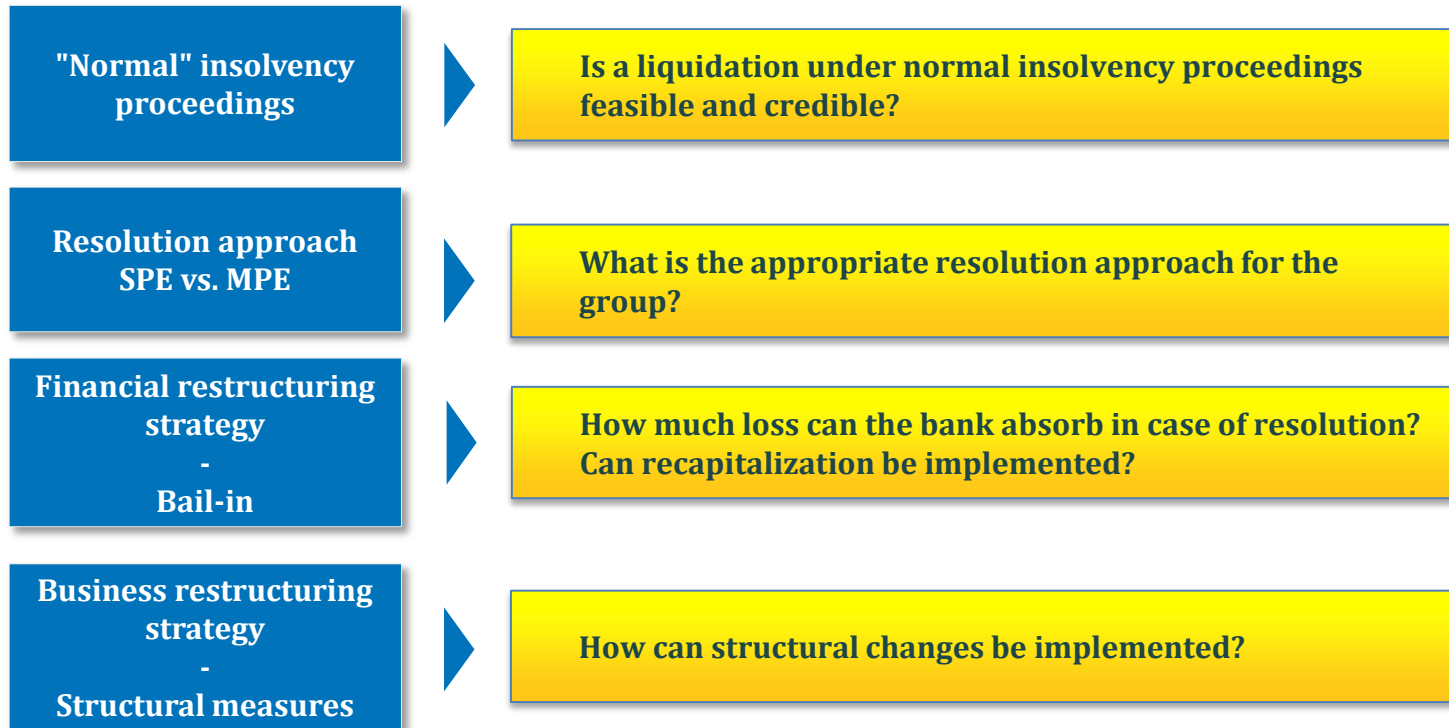 "Normal" insolvency
proceedings
Is a liquidation under normal insolvency proceedings
feasible and credible?
Resolution approach
SPE vs. MPE
What is the appropriate resolution approach for the
group?
Financial restructuring
strategy
-
Bail-in
How much loss can the bank absorb in case of resolution?
Can recapitalization be implemented?
Business restructuring
strategy
-
Structural measures
How can structural changes be implemented?